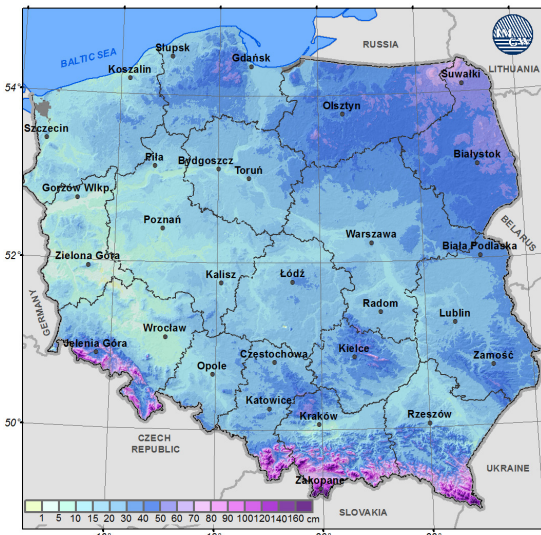 IM
GW
RUSSIA
BALTIC SEA
Słupsk
Gdańsk
Koszalin
LITHUANIA
Suwałki
54°
Olsztyn
Szczecin
Piła
Bydgoszcz
Toruń
Białystok
Gorzów Wlkp.
Poznań
Warszawa
BELARUS
Biała Podlaska
52°
Zielona Góra
Kalisz
Łódź
Radom
Lublin
GERMANY
Wrocław
Jelenia Góra
Opole
Częstochowa
Kielce
Zamość
Katowice
50°
Kraków
Rzeszów
CZECH
REPUBLIC
UKRAINE
Zakopane
SLOVAKIA
5 10 15 20 30 40 50 60 70 80 90 100 120 140 160 cm